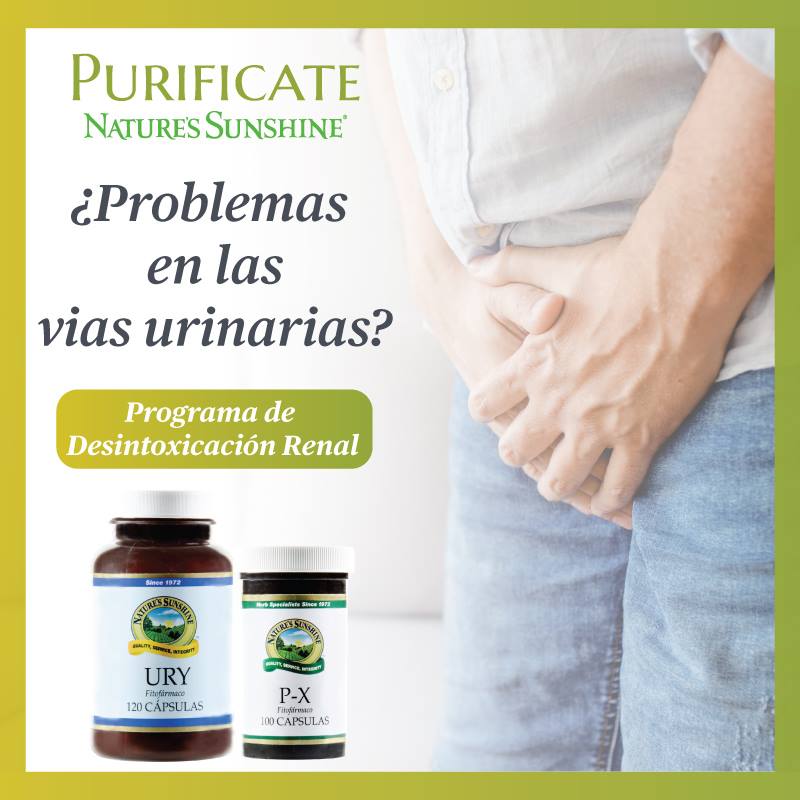 PURIFICATE
NATURE'S SUNSHINE®
¿Problemas
en las
vias urinarias?
Programa de
Desintoxicación Renal
Since 1972
NATURE'S SUNSHINE
QUALITY, SERVICE, INTEGRITY
URY
Fitofármaco
120 CÁPSULAS
Herb Specialists Since 1972
NATURE'S SUNSHINE
QUALITY, SERVICE, INTEGRITY
P-X
Fitofármaco
100 CAPSULAS